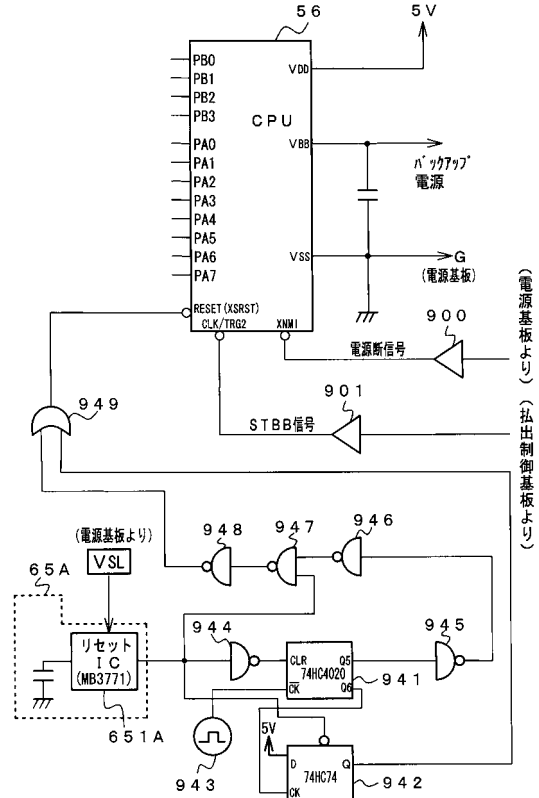 56
5V
PB0
PB1
PB2
PB3
PA0
PA1
PA2
PA3
PA4
PA5
PA6
PA7
CPU
VDD
VBB
VSS
バックアップ
電源
G
(電源基板)
RESET(XSRST)
CLK/TRG2
XNMI
900
電源断信号
(電源基板より)
901
STBB信号
(払出制御基板より)
949
948
947
946
(電源基板より)
VSL
65A
リセット
IC
(MB3771)
651A
944
945
CLR
CK
74HC4020
Q5
Q6
941
943
5V
D
CK
74HC74
Q
942